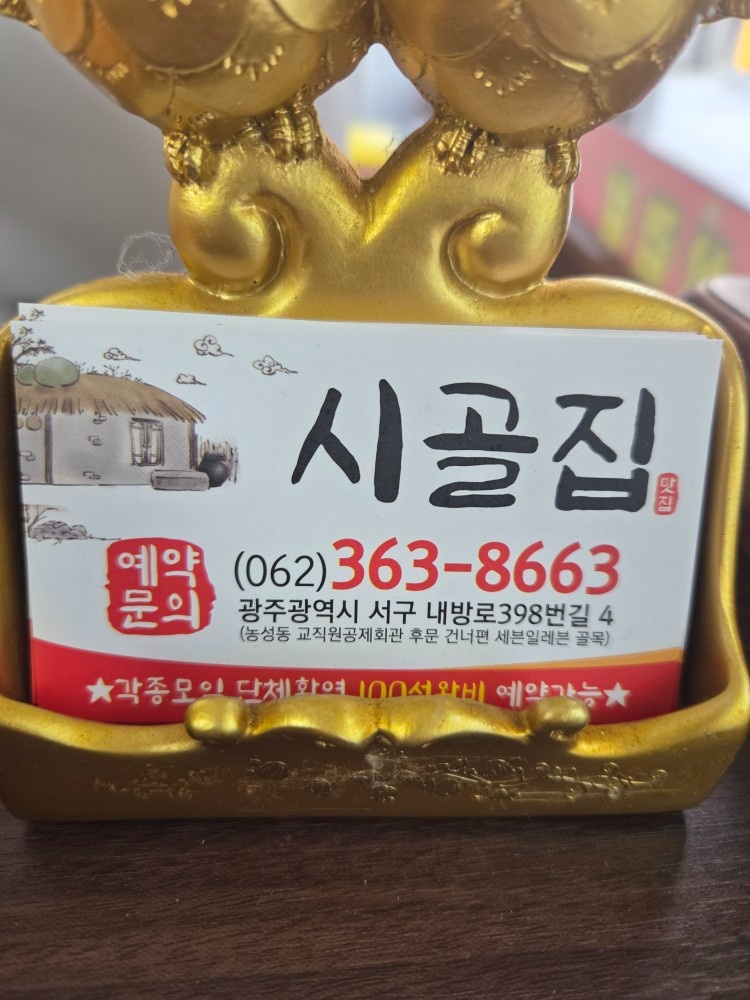 시골집
맛집
예약문의
(062)363-8663
광주광역시 서구 내방로398번길 4
(농성동 교직원공제회관 후문 건너편 세븐일레븐 골목)
★각종모임 단체환영 100석완비 예약가능★